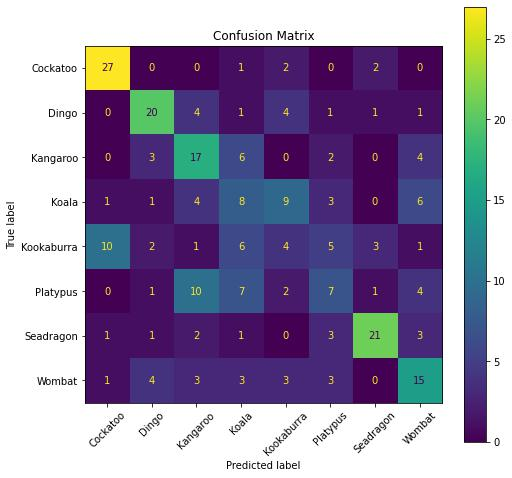 Confusion Matrix
25
Cockatoo 27 0 0 1 2 0 2 0
Dingo 0 20 4 1 4 1 1 1
20
Kangaroo 0 3 17 6 0 2 0 4
Koala 1 1 4 8 9 3 0 6
15
True label
Kookaburra 10 2 1 6 4 5 3 1
10
Platypus 0 1 10 7 2 7 1 4
Seadragon 1 1 2 1 0 3 21 3
5
Wombat 1 4 3 3 3 3 0 15
0
Cockatoo Dingo Kangaroo Koala Kookaburra Platypus Seadragon Wombat
Predicted label